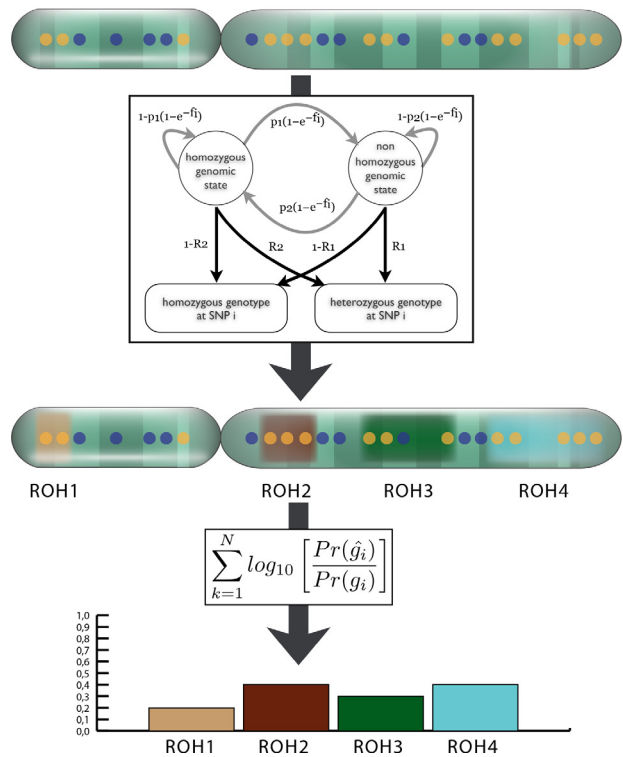 1-p1(1-e^-fi)
p1(1-e^-fi)
1-p2(1-e^-fi)
homozygous
genomic
state
non
homozygous
genomic
state
p2(1-e^-fi)
1-R2
R2
1-R1
R1
homozygous genotype
at SNP i
heterozygous genotype
at SNP i
ROH1
ROH2
ROH3
ROH4
N
∑ log10 [Pr(ĝi) / Pr(gi)]
k=1
1,0
0,9
0,8
0,7
0,6
0,5
0,4
0,3
0,2
0,1
0,0
ROH1
ROH2
ROH3
ROH4